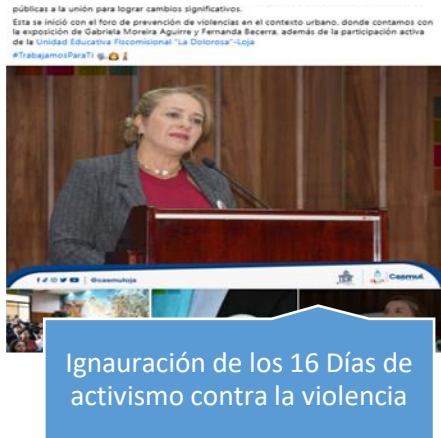 públicas a la unión para lograr cambios significativos.
Esta se inició con el foro de prevención de violencias en el contexto urbano, donde contamos con
la exposición de Gabriela Moreira Aguirre y Fernanda Becerra, además de la participación activa
de la Unidad Educativa Fiscomisional "La Dolorosa"-Loja
#TrabajamosParaTi
@casmuloja
Casmul
Ignauración de los 16 Días de
activismo contra la violencia